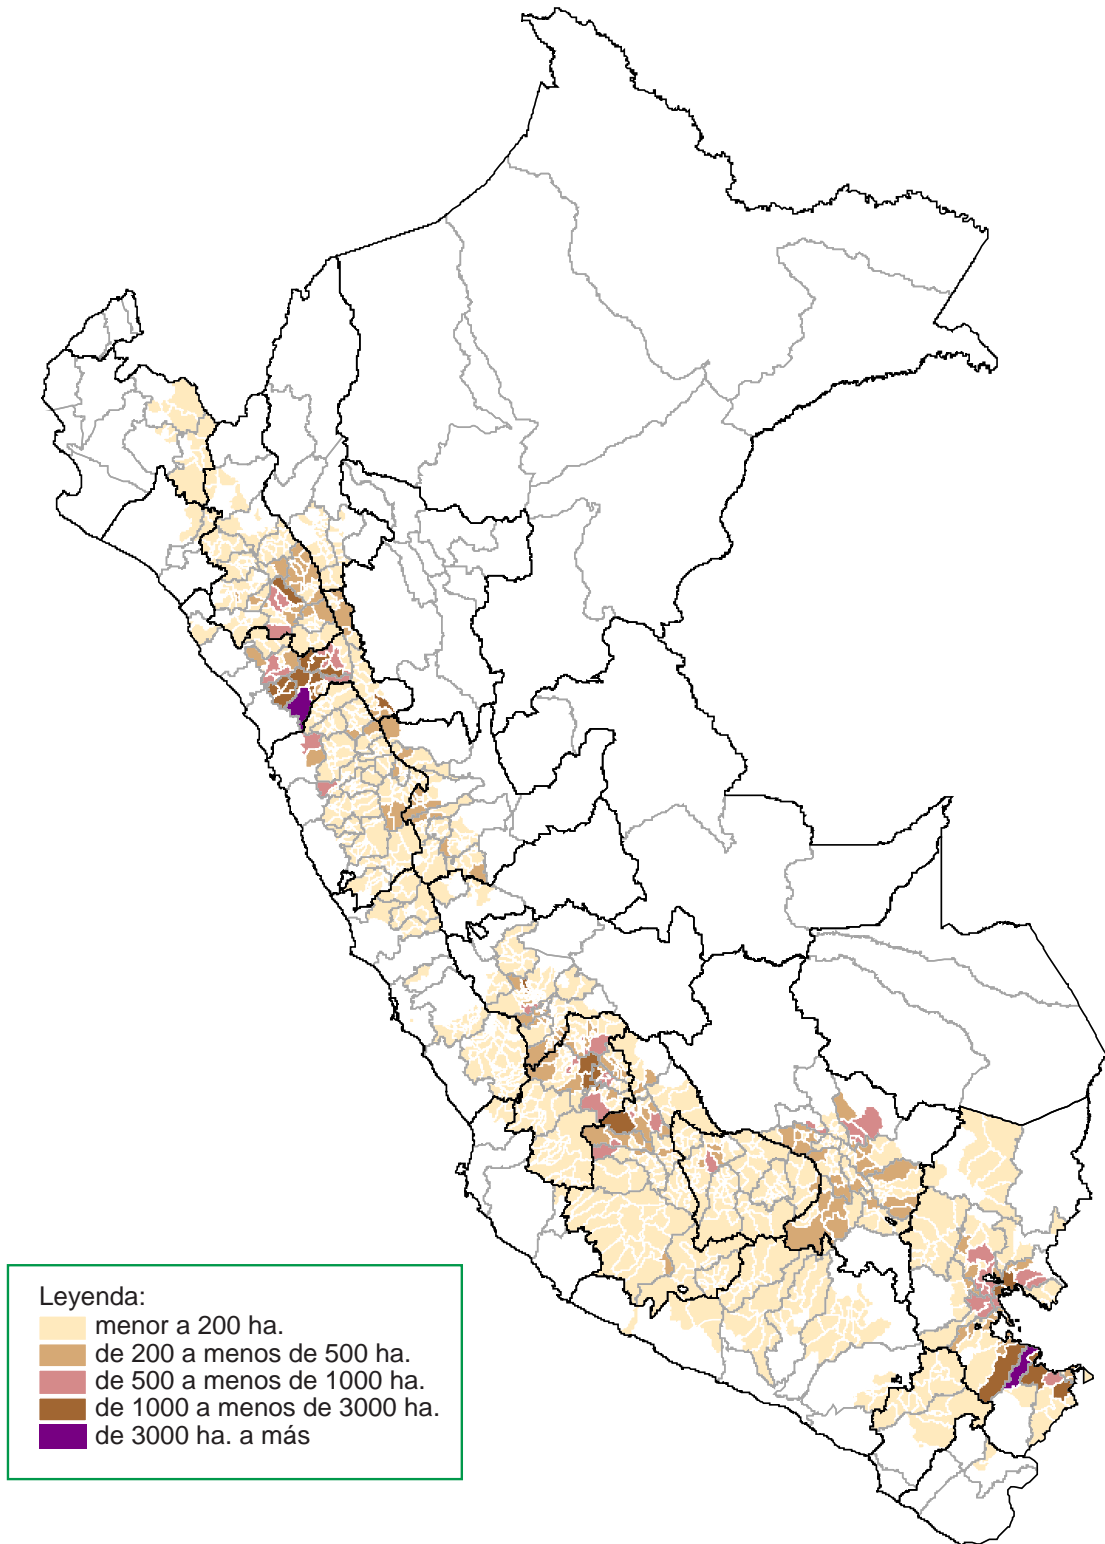 Leyenda:
menor a 200 ha.
de 200 a menos de 500 ha.
de 500 a menos de 1000 ha.
de 1000 a menos de 3000 ha.
de 3000 ha. a más